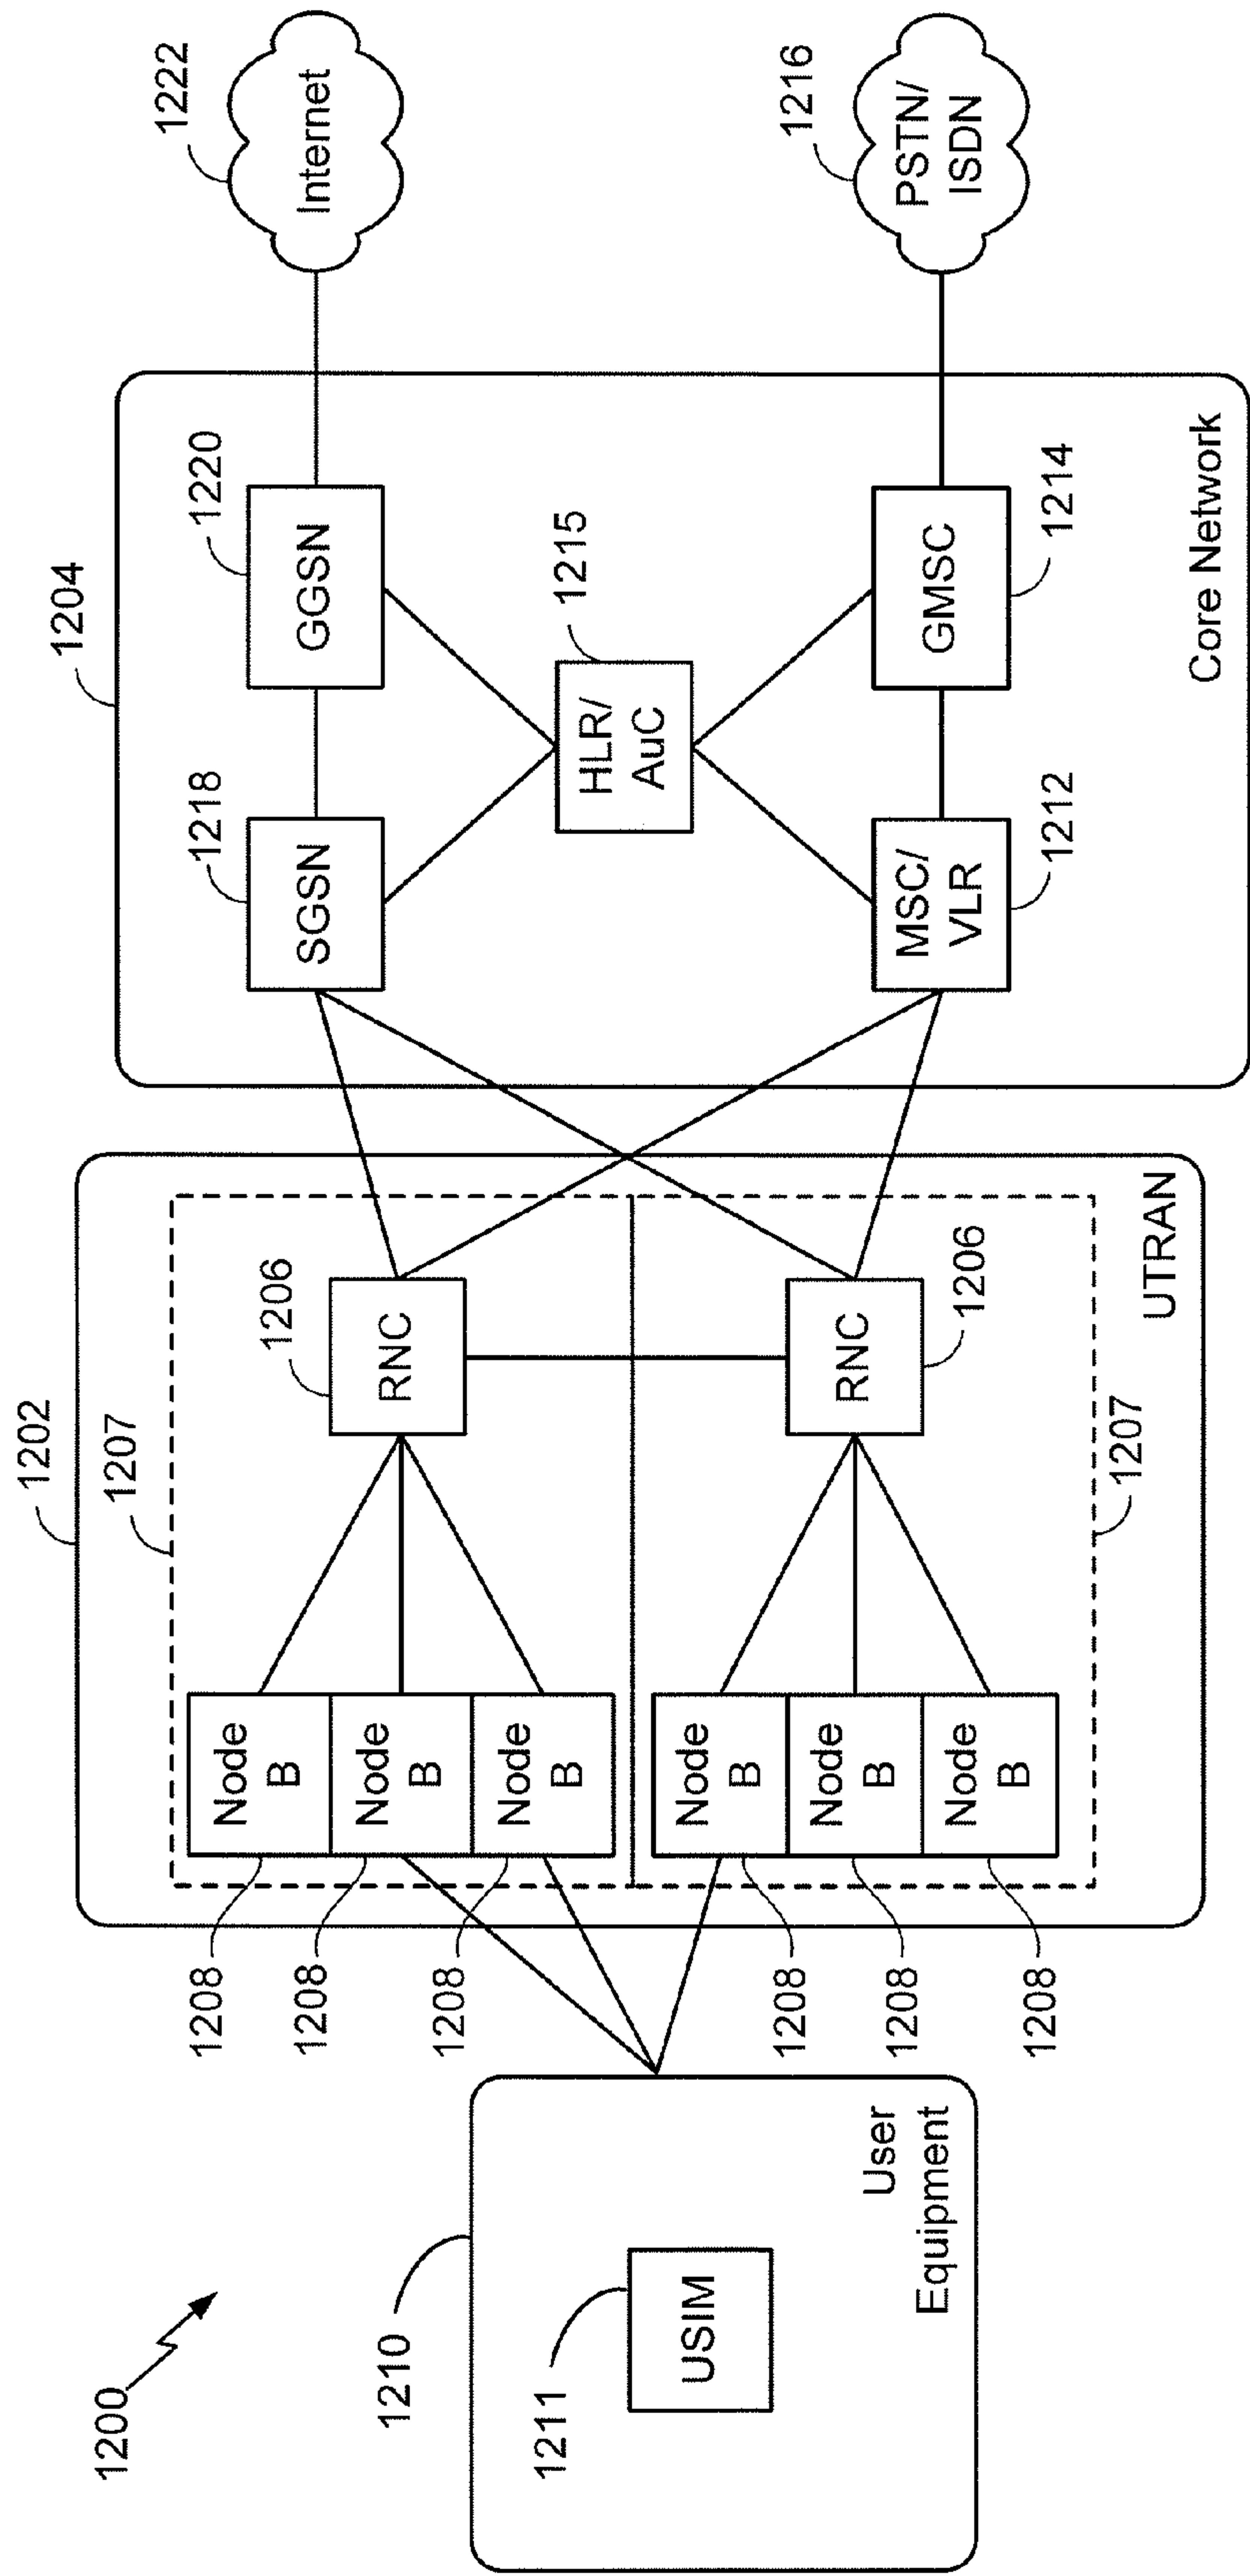 1200
1210
1211
USIM
User
Equipment
1202
1207
1208
1208
1208
1208
1208
1208
Node
B
Node
B
Node
B
Node
B
Node
B
Node
B
1206
RNC
RNC
1206
1207
UTRAN
1204
1218
SGSN
1220
GGSN
HLR/
AuC
1215
MSC/
VLR
1212
GMSC
1214
Core Network
1222
Internet
1216
PSTN/
ISDN